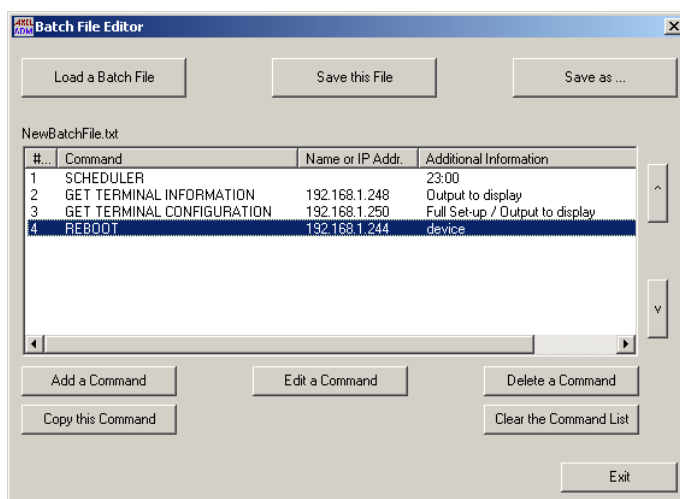 AXEL ADM Batch File Editor
Load a Batch File Save this File Save as ...
NewBatchFile.txt
#... Command Name or IP Addr. Additional Information
1 SCHEDULER 23:00
2 GET TERMINAL INFORMATION 192.168.1.248 Output to display
3 GET TERMINAL CONFIGURATION 192.168.1.250 Full Set-up / Output to display
4 REBOOT 192.168.1.244 device
^
v
Add a Command Edit a Command Delete a Command
Copy this Command Clear the Command List
Exit